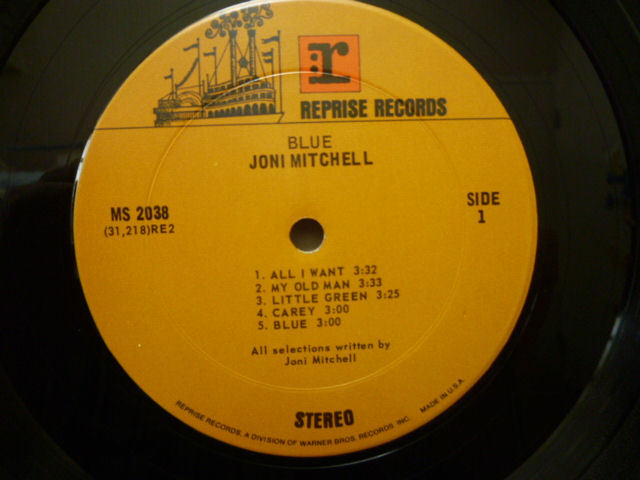 r:
REPRISE RECORDS
BLUE
JONI MITCHELL
MS 2038
(31,218)RE2
SIDE
1
1. ALL I WANT 3:32
2. MY OLD MAN 3:33
3. LITTLE GREEN 3:25
4. CAREY 3:00
5. BLUE 3:00
All selections written by
Joni Mitchell
STEREO
REPRISE RECORDS, A DIVISION OF WARNER BROS. RECORDS INC. MADE IN U.S.A.